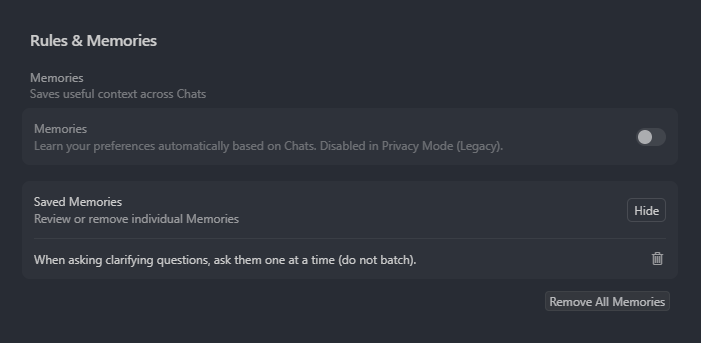 Rules & Memories
Memories
Saves useful context across Chats
Memories
Learn your preferences automatically based on Chats. Disabled in Privacy Mode (Legacy).
Saved Memories
Review or remove individual Memories
Hide
When asking clarifying questions, ask them one at a time (do not batch).
Remove All Memories